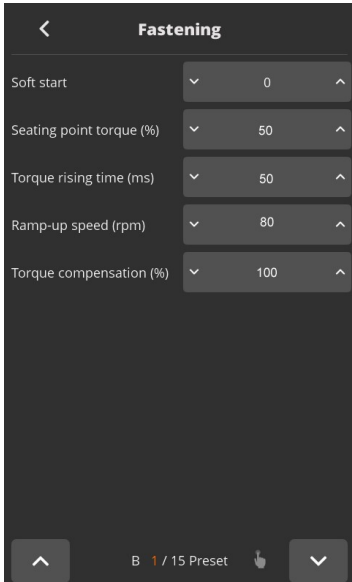 Fastening
Soft start 0
Seating point torque (%) 50
Torque rising time (ms) 50
Ramp-up speed (rpm) 80
Torque compensation (%) 100
B 1 / 15 Preset